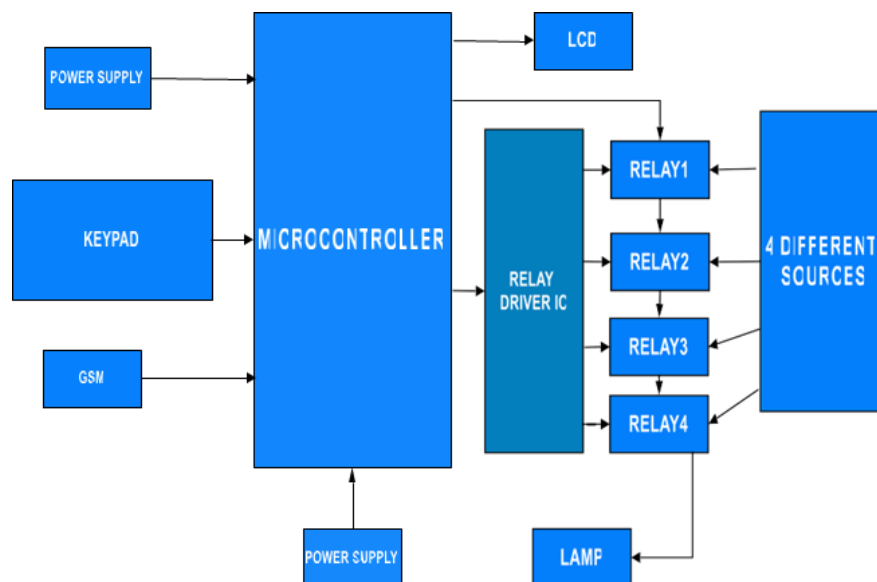 LCD
POWER SUPPLY
KEYPAD
MICROCONTROLLER
GSM
POWER SUPPLY
RELAY
DRIVER IC
RELAY1
RELAY2
RELAY3
RELAY4
4 DIFFERENT
SOURCES
LAMP